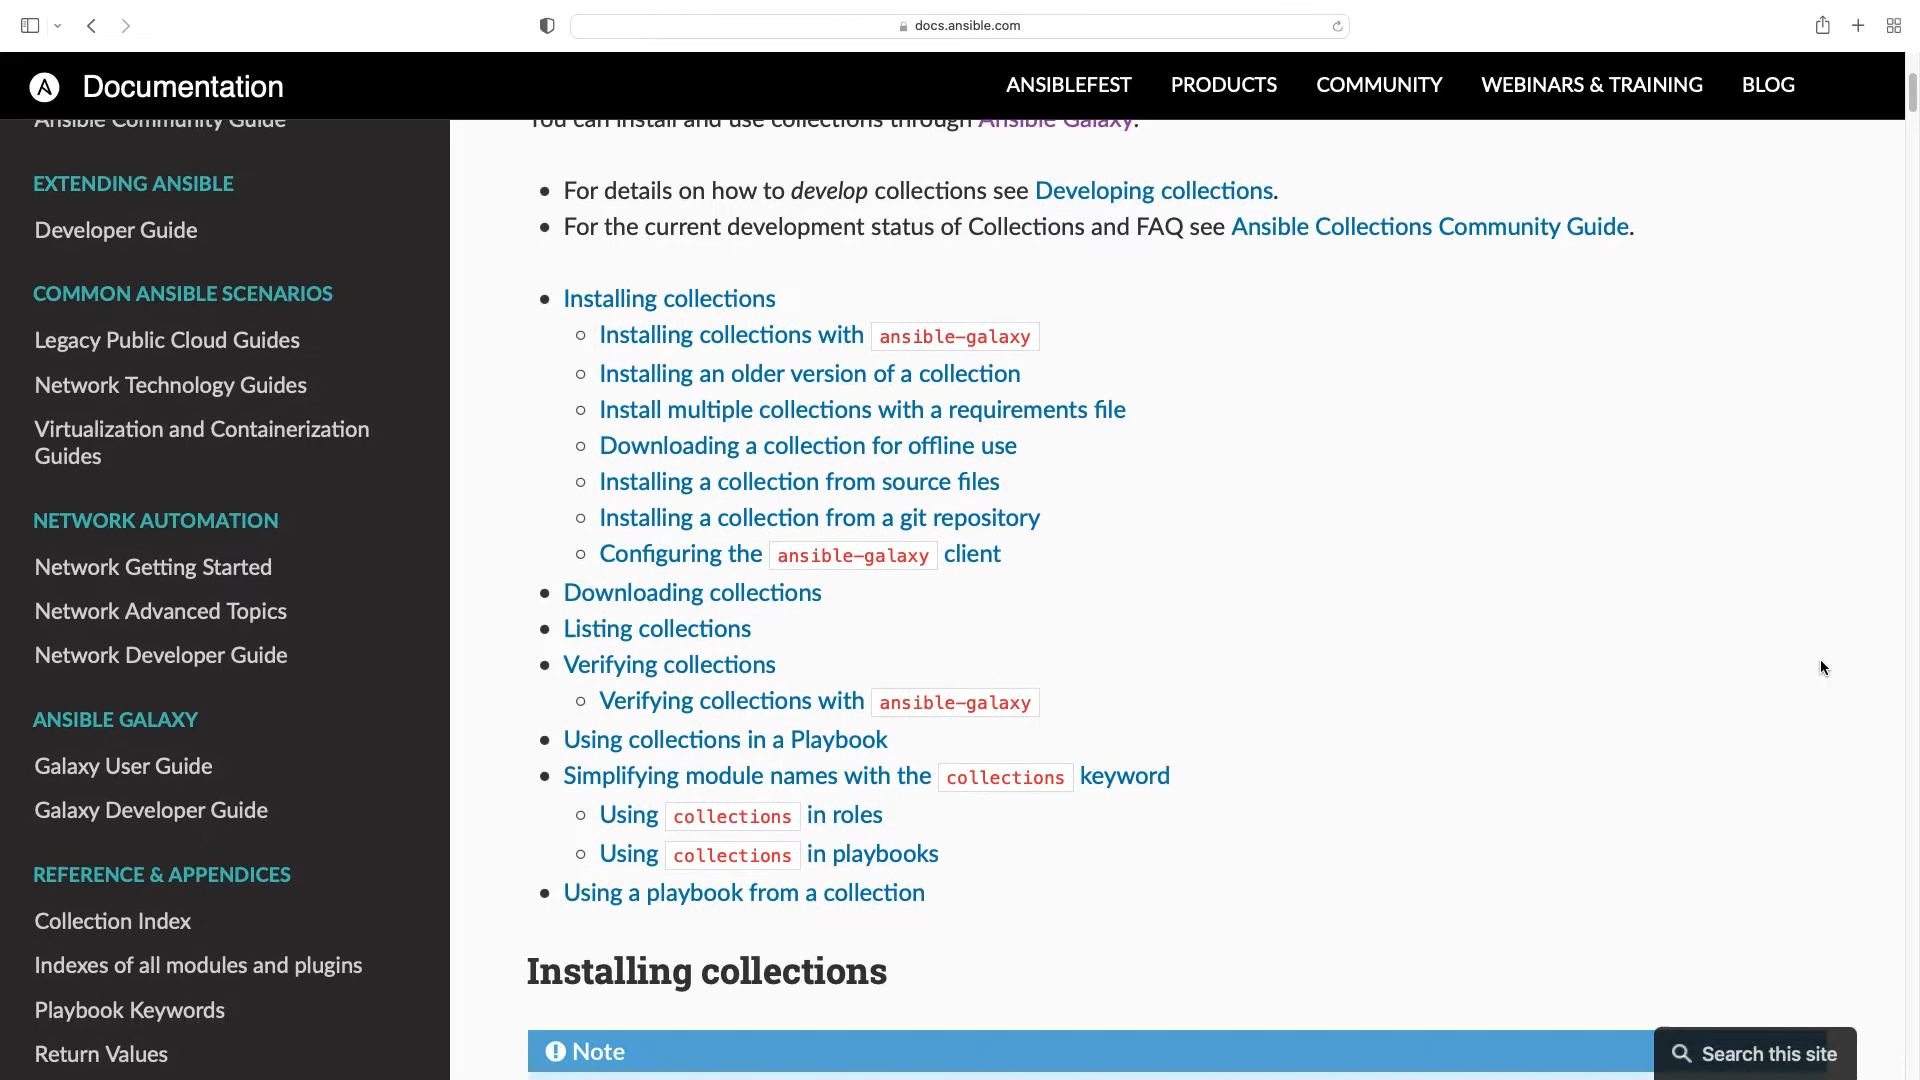 docs.ansible.com
Documentation
ANSIBLEFEST
PRODUCTS
COMMUNITY
WEBINARS & TRAINING
BLOG
Ansible Community Guide
EXTENDING ANSIBLE
Developer Guide
COMMON ANSIBLE SCENARIOS
Legacy Public Cloud Guides
Network Technology Guides
Virtualization and Containerization
Guides
NETWORK AUTOMATION
Network Getting Started
Network Advanced Topics
Network Developer Guide
ANSIBLE GALAXY
Galaxy User Guide
Galaxy Developer Guide
REFERENCE & APPENDICES
Collection Index
Indexes of all modules and plugins
Playbook Keywords
Return Values
You can install and use collections through Ansible Galaxy.
For details on how to develop collections see Developing collections.
For the current development status of Collections and FAQ see Ansible Collections Community Guide.
Installing collections
Installing collections with ansible-galaxy
Installing an older version of a collection
Install multiple collections with a requirements file
Downloading a collection for offline use
Installing a collection from source files
Installing a collection from a git repository
Configuring the ansible-galaxy client
Downloading collections
Listing collections
Verifying collections
Verifying collections with ansible-galaxy
Using collections in a Playbook
Simplifying module names with the collections keyword
Using collections in roles
Using collections in playbooks
Using a playbook from a collection
Installing collections
Note
Search this site